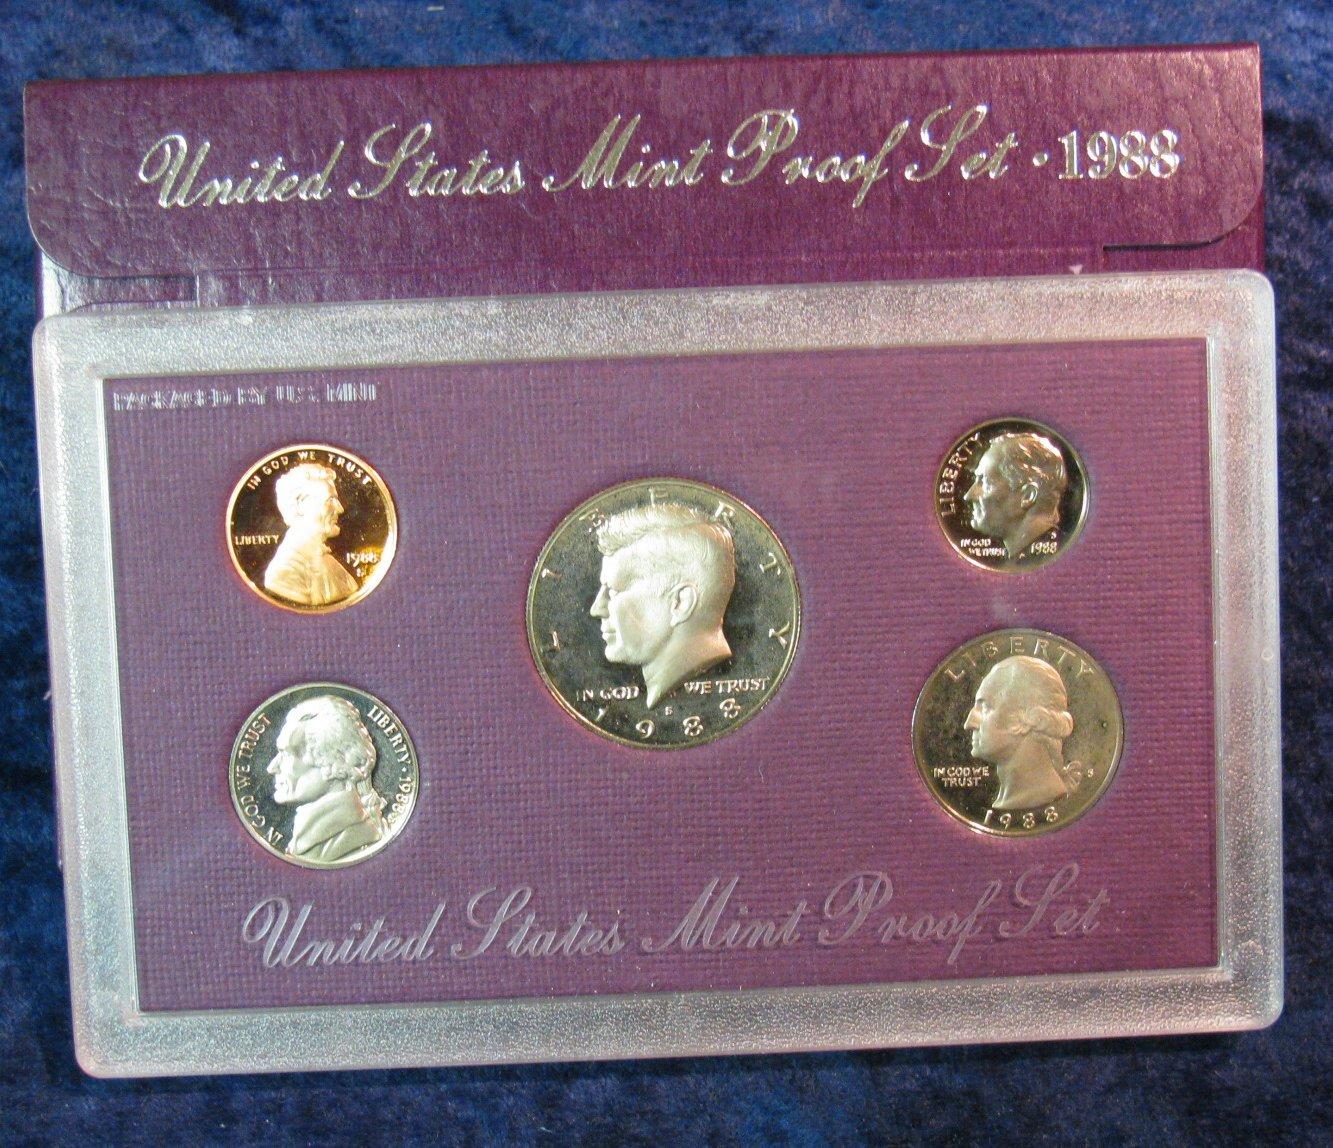 United States Mint Proof Set · 1988
PACKAGED BY U.S. MINT
IN GOD WE TRUST
LIBERTY
1988
S
LIBERTY
IN GOD WE TRUST
S
1988
LIBERTY
IN GOD
WE TRUST
S
1988
IN GOD WE TRUST
LIBERTY · 1988
S
LIBERTY
IN GOD WE
TRUST
S
1988
United States Mint Proof Set